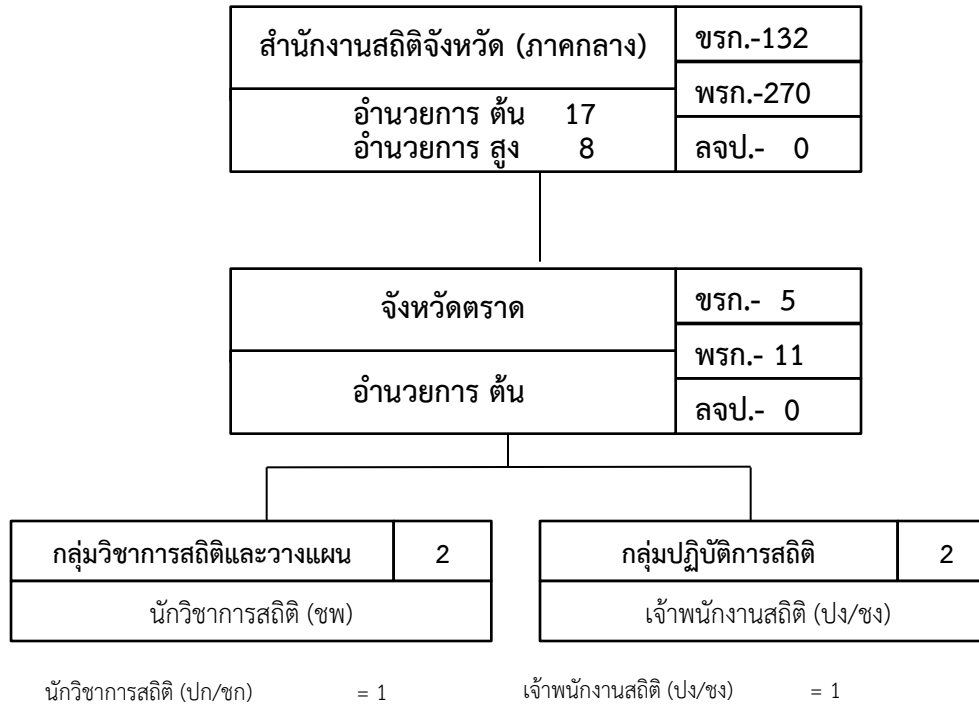 สำนักงานสถิติจังหวัด (ภาคกลาง)
ขรก.-132
พรก.-270
อำนวยการ ต้น 17
อำนวยการ สูง 8
ลจป.- 0
จังหวัดตราด
ขรก.- 5
พรก.- 11
อำนวยการ ต้น
ลจป.- 0
กลุ่มวิชาการสถิติและวางแผน 2
นักวิชาการสถิติ (ชพ)
กลุ่มปฏิบัติการสถิติ 2
เจ้าพนักงานสถิติ (ปง/ชง)
นักวิชาการสถิติ (ปก/ชก) = 1
เจ้าพนักงานสถิติ (ปง/ชง) = 1